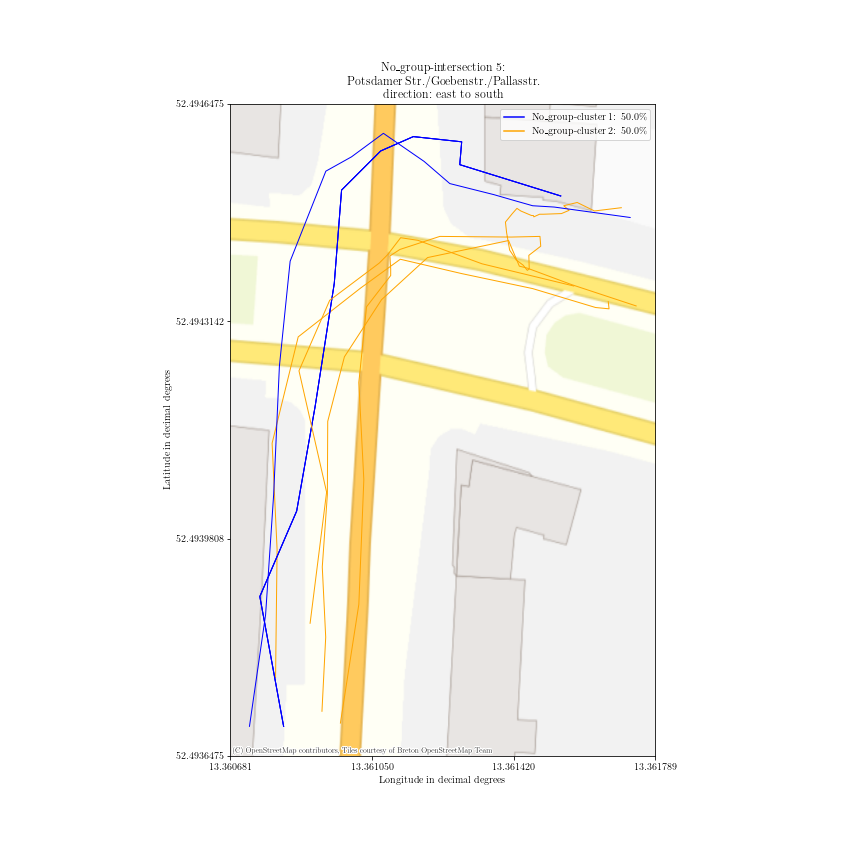 No_group-intersection 5:
Potsdamer Str./Goebenstr./Pallasstr.
direction: east to south
52.4946475
No_group-cluster 1: 50.0%
No_group-cluster 2: 50.0%
52.4943142
Latitude in decimal degrees
52.4939808
(C) OpenStreetMap contributors, Tiles courtesy of Breton OpenStreetMap Team
52.4936475
13.360681
13.361050
13.361420
13.361789
Longitude in decimal degrees